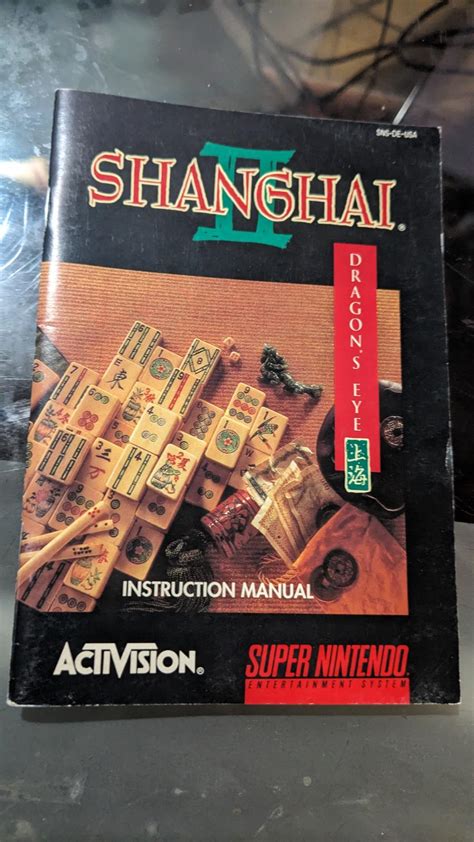 SNS-DE-USA
SHANGHAI®
II
DRAGON'S EYE
上海
INSTRUCTION MANUAL
ACTIVISION®
SUPER NINTENDO
ENTERTAINMENT SYSTEM